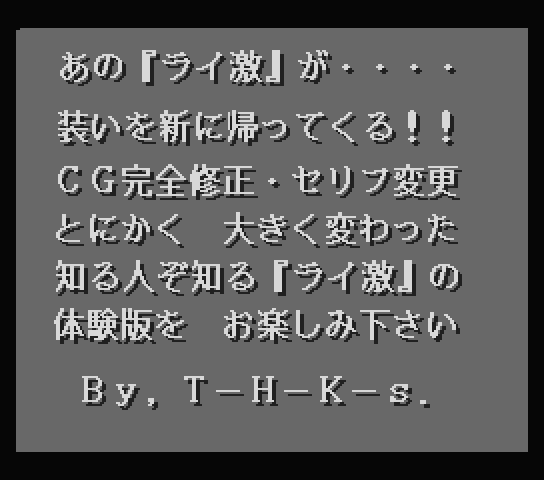 あの『ライ激』が・・・・
装いを新に帰ってくる！！
ＣＧ完全修正・セリフ変更
とにかく　大きく変わった
知る人ぞ知る『ライ激』の
体験版を　お楽しみ下さい
Ｂｙ，Ｔ－Ｈ－Ｋ－ｓ．